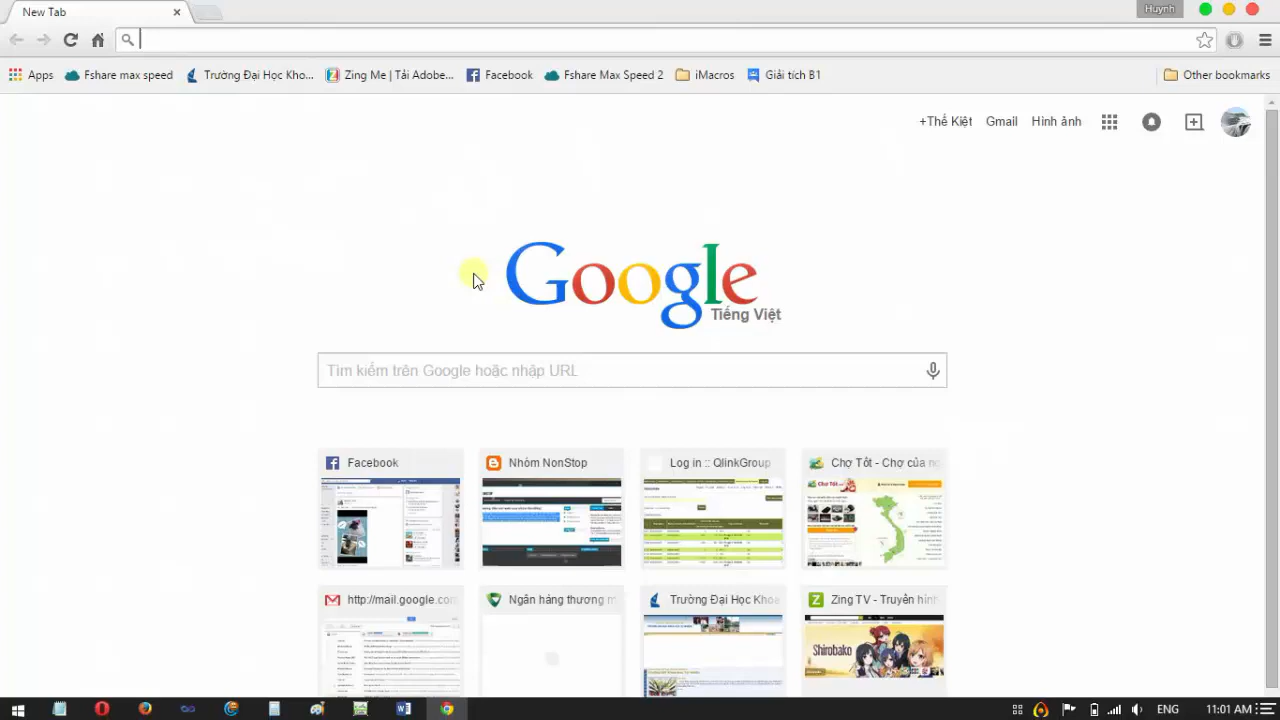 New Tab
Huynh
Apps
Fshare max speed
Trường Đại Học Kho...
Zing Me | Tải Adobe...
Facebook
Fshare Max Speed 2
iMacros
Giải tích B1
Other bookmarks
+Thế Kiệt
Gmail
Hình ảnh
Google
Tiếng Việt
Tìm kiếm trên Google hoặc nhập URL
Facebook
Nhóm NonStop
Log in :: QlinkGroup
Chợ Tốt - Chợ của
http://mail.google.com
Ngân hàng thương
Trường Đại Học Khoa
Zing TV - Truyền hình
ENG
11:01 AM